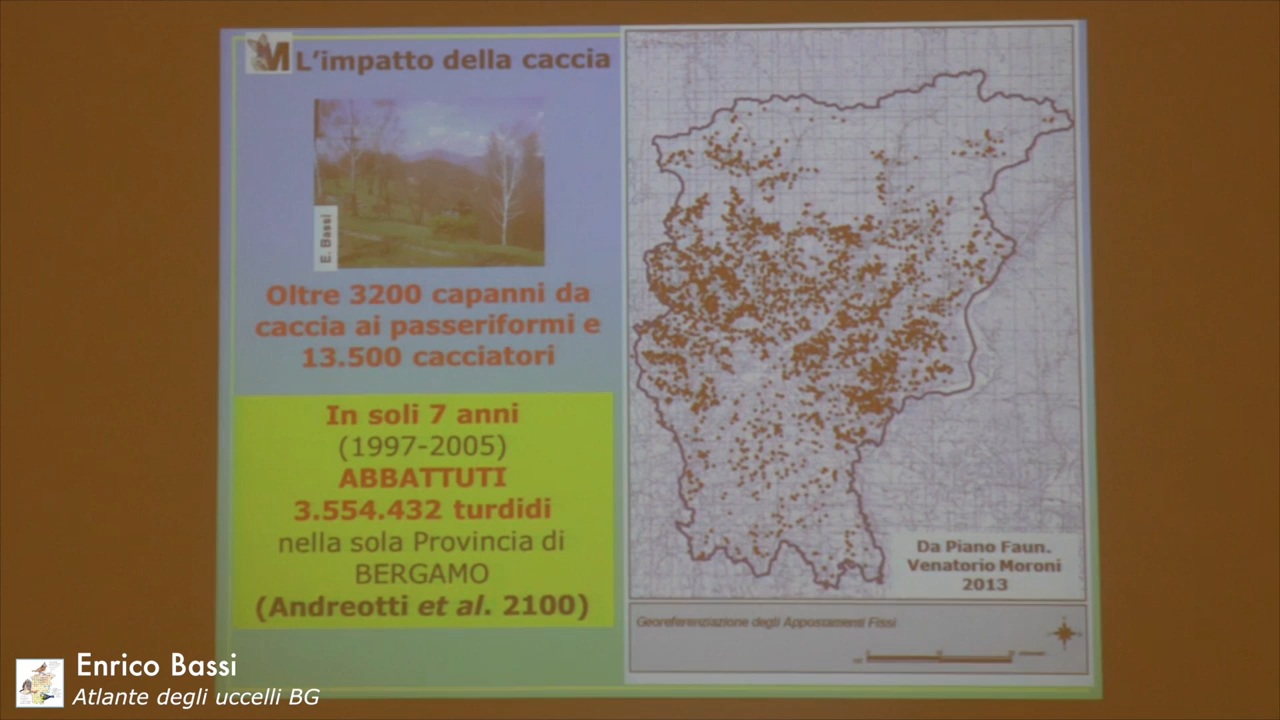 M L'impatto della caccia
E. Bassi
Oltre 3200 capanni da
caccia ai passeriformi e
13.500 cacciatori
In soli 7 anni
(1997-2005)
ABBATTUTI
3.554.432 turdidi
nella sola Provincia di
BERGAMO
(Andreotti et al. 2100)
Da Piano Faun.
Venatorio Moroni
2013
Georeferenziazione degli Appostamenti Fissi
Enrico Bassi
Atlante degli uccelli BG